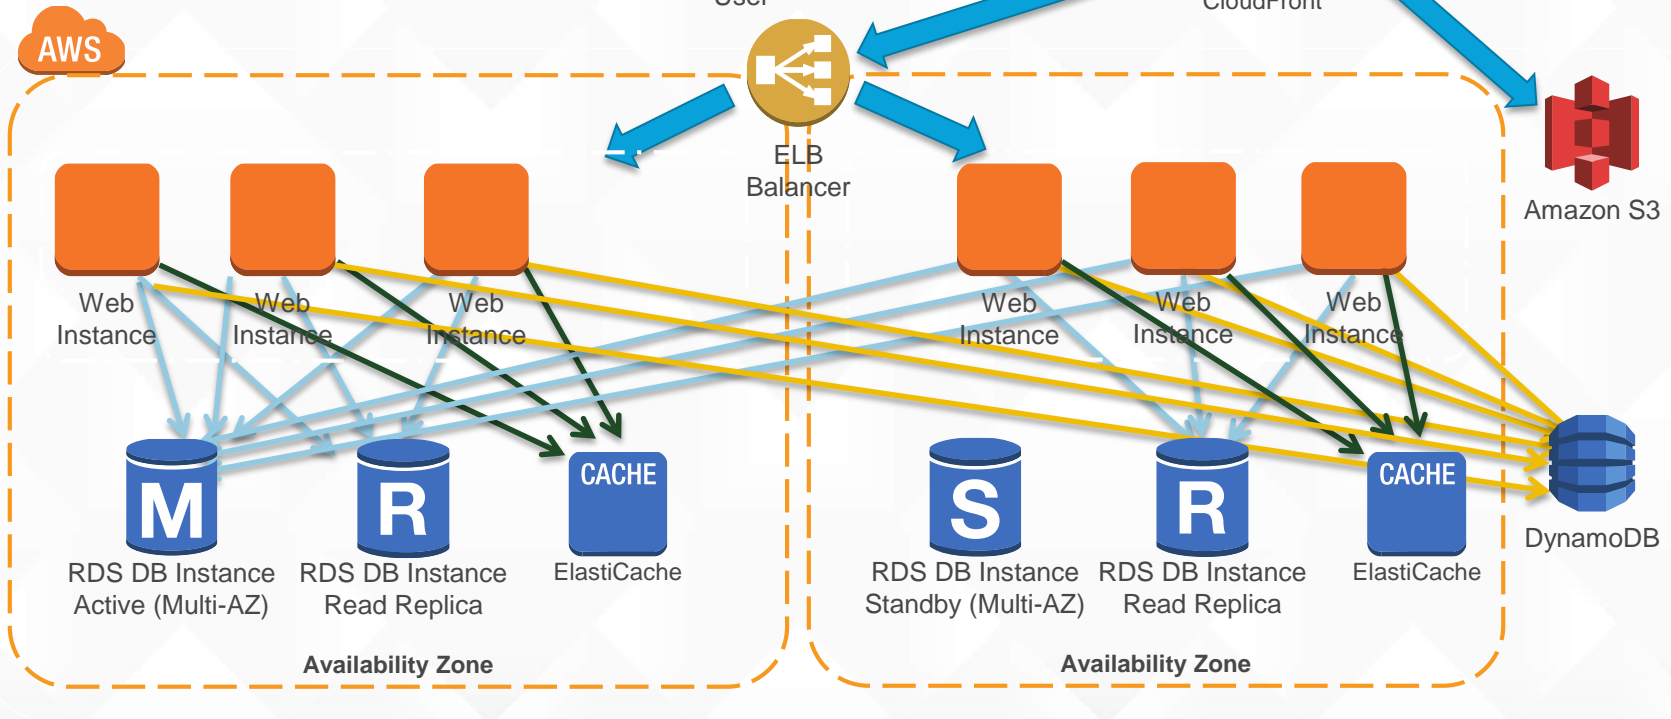 User
CloudFront
AWS
ELB
Balancer
Amazon S3
Web
Instance
Web
Instance
Web
Instance
Web
Instance
Web
Instance
Web
Instance
M
R
CACHE
S
R
CACHE
DynamoDB
RDS DB Instance
Active (Multi-AZ)
RDS DB Instance
Read Replica
ElastiCache
RDS DB Instance
Standby (Multi-AZ)
RDS DB Instance
Read Replica
ElastiCache
Availability Zone
Availability Zone